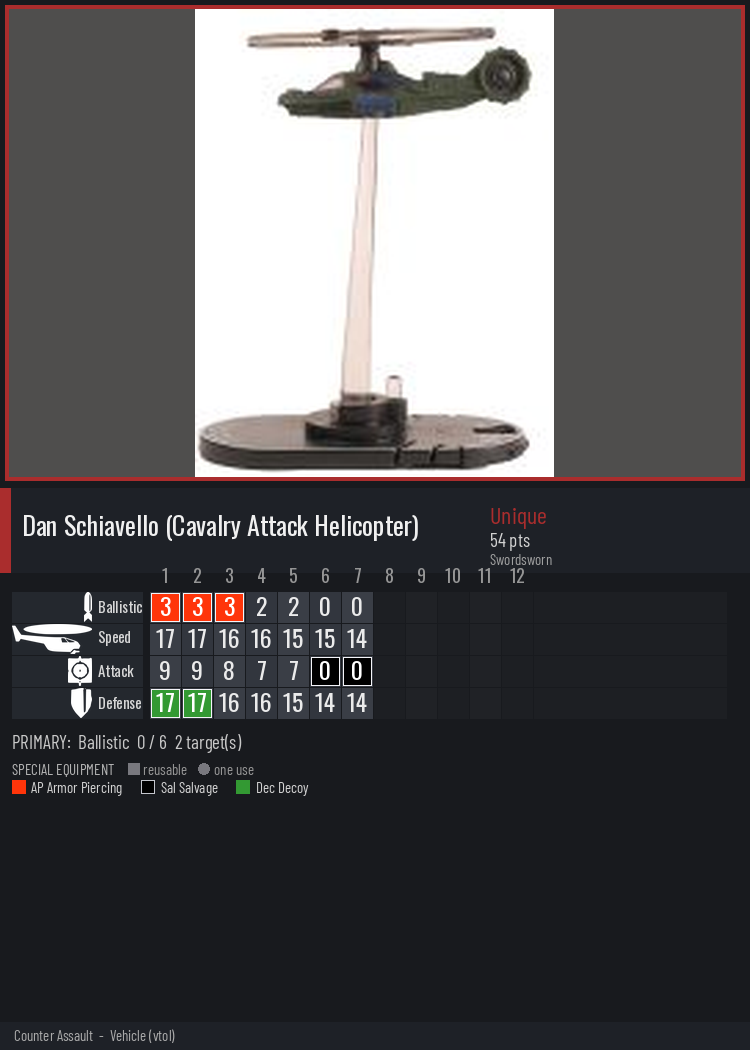 Dan Schiavello (Cavalry Attack Helicopter)
Unique
54 pts
Swordsworn
1 2 3 4 5 6 7 8 9 10 11 12
Ballistic 3 3 3 2 2 0 0
Speed 17 17 16 16 15 15 14
Attack 9 9 8 7 7 0 0
Defense 17 17 16 16 15 14 14
PRIMARY: Ballistic 0 / 6 2 target(s)
SPECIAL EQUIPMENT reusable one use
AP Armor Piercing Sal Salvage Dec Decoy
Counter Assault - Vehicle (vtol)